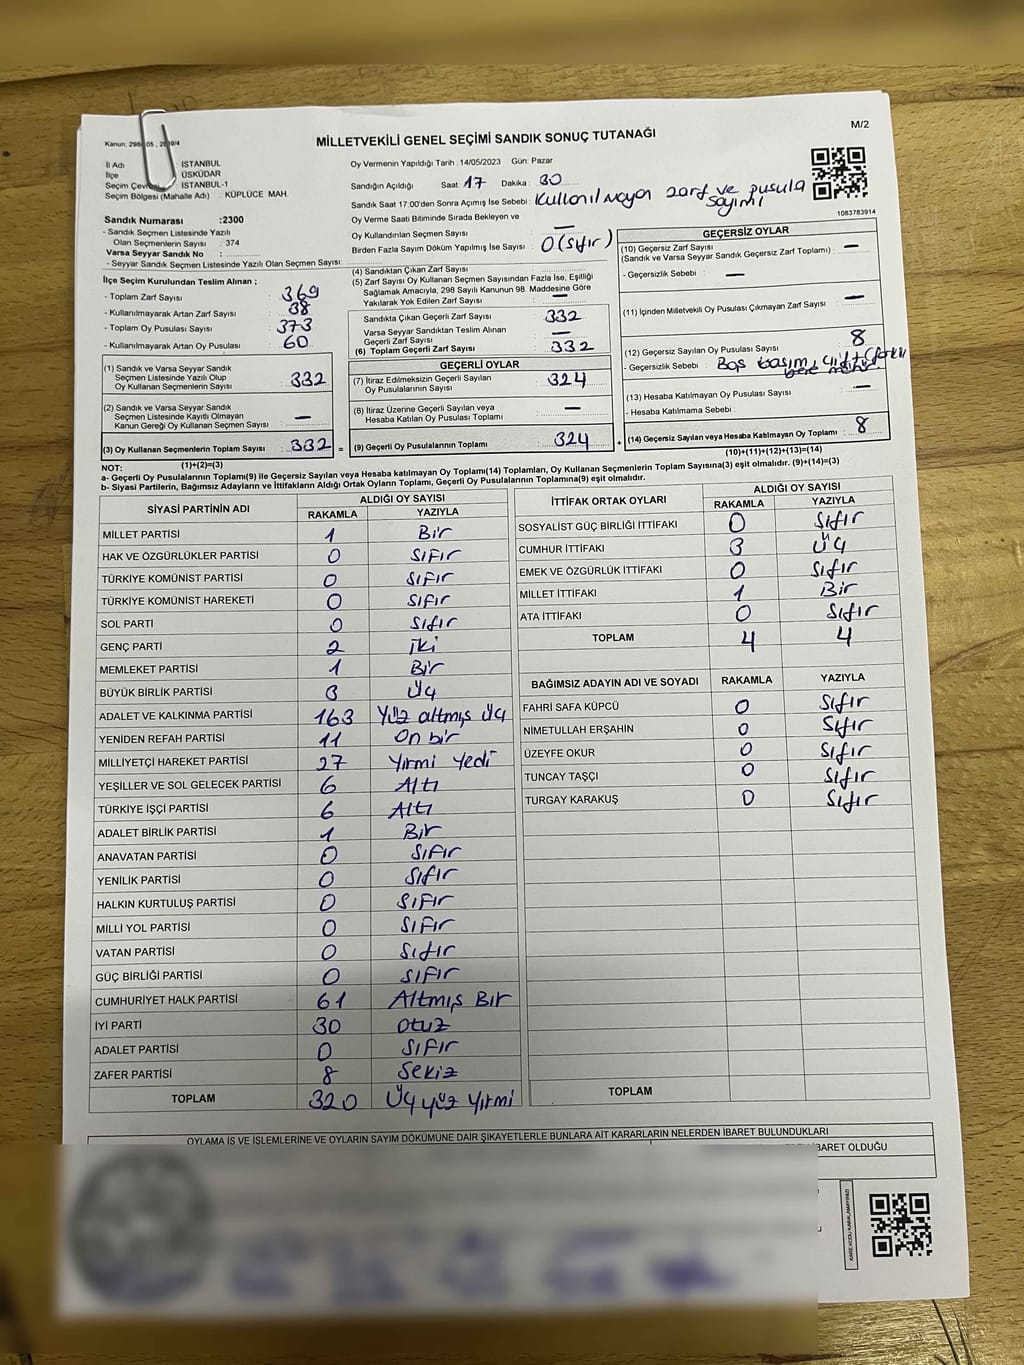 MİLLETVEKİLİ GENEL SEÇİMİ SANDIK SONUÇ TUTANAĞI
M/2
Kanun: 298
İl Adı : İSTANBUL
İlçe : ÜSKÜDAR
Seçim Çevresi : İSTANBUL-1
Seçim Bölgesi (Mahalle Adı) : KÜPLÜCE MAH.
Sandık Numarası :2300
- Sandık Seçmen Listesinde Yazılı
Olan Seçmenlerin Sayısı : 374
Varsa Seyyar Sandık No :
- Seyyar Sandık Seçmen Listesinde Yazılı Olan Seçmen Sayısı:
Oy Vermenin Yapıldığı Tarih : 14/05/2023 Gün: Pazar
Sandığın Açıldığı Saat: 17 Dakika : 30
Sandık Saat 17:00'den Sonra Açımış İse Sebebi : Kullanılmayan zarf ve pusula sayımı
Oy Verme Saati Bitiminde Sırada Bekleyen ve
Oy Kullandırılan Seçmen Sayısı : —
Birden Fazla Sayım Döküm Yapılmış İse Sayısı : 0 (sıfır)
1083783914
İlçe Seçim Kurulundan Teslim Alınan ;
- Toplam Zarf Sayısı : 369
- Kullanılmayarak Artan Zarf Sayısı : 38
- Toplam Oy Pusulası Sayısı : 373
- Kullanılmayarak Artan Oy Pusulası : 60
(1) Sandık ve Varsa Seyyar Sandık
Seçmen Listesinde Yazılı Olup
Oy Kullanan Seçmenlerin Sayısı : 332
(2) Sandık ve Varsa Seyyar Sandık
Seçmen Listesinde Kayıtlı Olmayan
Kanun Gereği Oy Kullanan Seçmen Sayısı : —
(3) Oy Kullanan Seçmenlerin Toplam Sayısı : 332 =
(1)+(2)=(3)
(4) Sandıktan Çıkan Zarf Sayısı :
(5) Zarf Sayısı Oy Kullanan Seçmen Sayısından Fazla İse, Eşitliği
Sağlamak Amacıyla, 298 Sayılı Kanunun 98. Maddesine Göre
Yakılarak Yok Edilen Zarf Sayısı : —
Sandıkta Çıkan Geçerli Zarf Sayısı : 332
Varsa Seyyar Sandıktan Teslim Alınan
Geçerli Zarf Sayısı : —
(6) Toplam Geçerli Zarf Sayısı : 332
GEÇERLİ OYLAR
(7) İtiraz Edilmeksizin Geçerli Sayılan
Oy Pusulalarının Sayısı : 324
(8) İtiraz Üzerine Geçerli Sayılan veya
Hesaba Katılan Oy Pusulası Toplamı : —
(9) Geçerli Oy Pusulalarının Toplamı : 324 +
GEÇERSİZ OYLAR
(10) Geçersiz Zarf Sayısı : —
(Sandık ve Varsa Seyyar Sandık Geçersiz Zarf Toplamı) :
- Geçersizlik Sebebi : —
(11) İçinden Milletvekili Oy Pusulası Çıkmayan Zarf Sayısı : —
(12) Geçersiz Sayılan Oy Pusulası Sayısı : 8
- Geçersizlik Sebebi : Boş
(13) Hesaba Katılmayan Oy Pusulası Sayısı : —
- Hesaba Katılmama Sebebi :
(14) Geçersiz Sayılan veya Hesaba Katılmayan Oy Toplamı : 8
(10)+(11)+(12)+(13)=(14)
NOT:
a- Geçerli Oy Pusulalarının Toplamı(9) ile Geçersiz Sayılan veya Hesaba katılmayan Oy Toplamı(14) Toplamları, Oy Kullanan Seçmenlerin Toplam Sayısına(3) eşit olmalıdır. (9)+(14)=(3)
b- Siyasi Partilerin, Bağımsız Adayların ve İttifakların Aldığı Ortak Oyların Toplamı, Geçerli Oy Pusulalarının Toplamına(9) eşit olmalıdır.
SİYASİ PARTİNİN ADI
ALDIĞI OY SAYISI
RAKAMLA YAZIYLA
MİLLET PARTİSİ 1 Bir
HAK VE ÖZGÜRLÜKLER PARTİSİ 0 Sıfır
TÜRKİYE KOMÜNİST PARTİSİ 0 Sıfır
TÜRKİYE KOMÜNİST HAREKETİ 0 Sıfır
SOL PARTİ 0 Sıfır
GENÇ PARTİ 2 iki
MEMLEKET PARTİSİ 1 Bir
BÜYÜK BİRLİK PARTİSİ 3 Üç
ADALET VE KALKINMA PARTİSİ 163 Yüz altmış üç
YENİDEN REFAH PARTİSİ 11 On bir
MİLLİYETÇİ HAREKET PARTİSİ 27 Yirmi yedi
YEŞİLLER VE SOL GELECEK PARTİSİ 6 Altı
TÜRKİYE İŞÇİ PARTİSİ 6 Altı
ADALET BİRLİK PARTİSİ 1 Bir
ANAVATAN PARTİSİ 0 Sıfır
YENİLİK PARTİSİ 0 Sıfır
HALKIN KURTULUŞ PARTİSİ 0 Sıfır
MİLLİ YOL PARTİSİ 0 Sıfır
VATAN PARTİSİ 0 Sıfır
GÜÇ BİRLİĞİ PARTİSİ 0 Sıfır
CUMHURİYET HALK PARTİSİ 61 Altmış Bir
İYİ PARTİ 30 otuz
ADALET PARTİSİ 0 Sıfır
ZAFER PARTİSİ 8 Sekiz
TOPLAM 320 Üç yüz yirmi
İTTİFAK ORTAK OYLARI
ALDIĞI OY SAYISI
RAKAMLA YAZIYLA
SOSYALİST GÜÇ BİRLİĞİ İTTİFAKI 0 Sıfır
CUMHUR İTTİFAKI 3 Üç
EMEK VE ÖZGÜRLÜK İTTİFAKI 0 Sıfır
MİLLET İTTİFAKI 1 Bir
ATA İTTİFAKI 0 Sıfır
TOPLAM 4 4
BAĞIMSIZ ADAYIN ADI VE SOYADI RAKAMLA YAZIYLA
FAHRİ SAFA KÜPCÜ 0 Sıfır
NİMETULLAH ERŞAHİN 0 Sıfır
ÜZEYFE OKUR 0 Sıfır
TUNCAY TAŞÇI 0 Sıfır
TURGAY KARAKUŞ 0 Sıfır
TOPLAM
OYLAMA İŞ VE İŞLEMLERİNE VE OYLARIN SAYIM DÖKÜMÜNE DAİR ŞİKAYETLERLE BUNLARA AİT KARARLARIN NELERDEN İBARET BULUNDUKLARI
İBARET OLDUĞU
KARE KODU KARALAMAYINIZ!